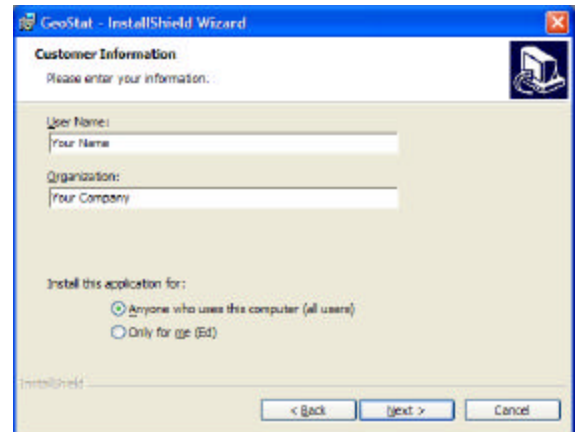 GeoStat - InstallShield Wizard
Customer Information
Please enter your information.
User Name:
Your Name
Organization:
Your Company
Install this application for:
Anyone who uses this computer (all users)
Only for me (Ed)
InstallShield
< Back Next > Cancel